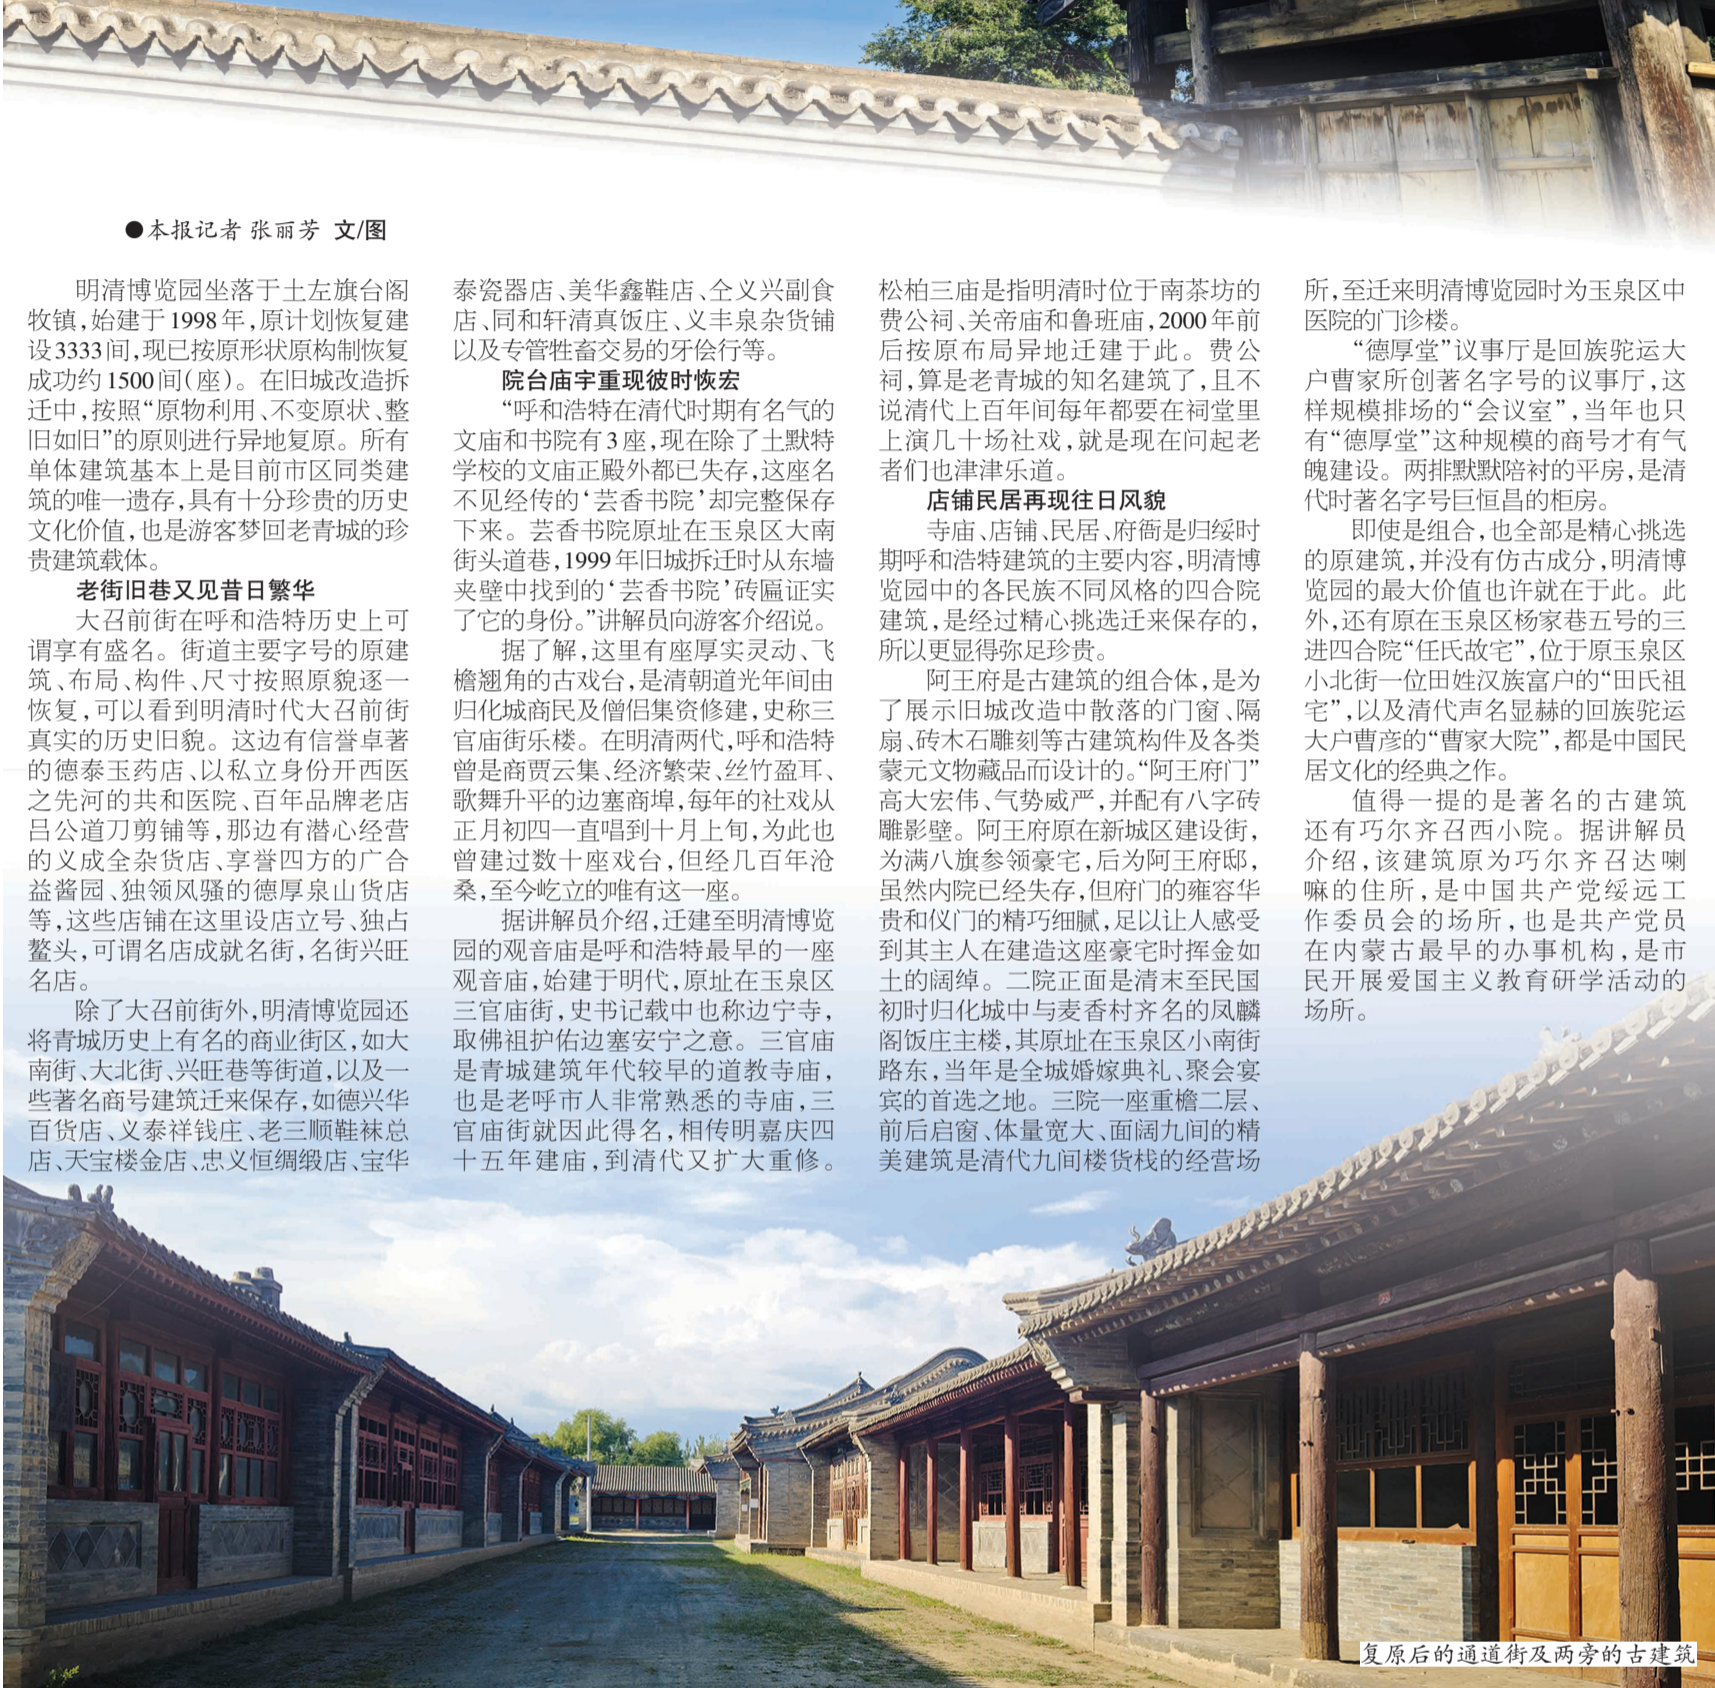 ●本报记者 张丽芳 文/图
明清博览园坐落于土左旗台阁
牧镇，始建于1998年，原计划恢复建
设3333间，现已按原形状原构制恢复
成功约1500间（座）。在旧城改造拆
迁中，按照“原物利用、不变原状、整
旧如旧”的原则进行异地复原。所有
单体建筑基本上是目前市区同类建
筑的唯一遗存，具有十分珍贵的历史
文化价值，也是游客梦回老青城的珍
贵建筑载体。
老街旧巷又见昔日繁华
大召前街在呼和浩特历史上可
谓享有盛名。街道主要字号的原建
筑、布局、构件、尺寸按照原貌逐一
恢复，可以看到明清时代大召前街
真实的历史旧貌。这边有信誉卓著
的德泰玉药店、以私立身份开西医
之先河的共和医院、百年品牌老店
吕公道刀剪铺等，那边有潜心经营
的义成全杂货店、享誉四方的广合
益酱园、独领风骚的德厚泉山货店
等，这些店铺在这里设店立号、独占
鳌头，可谓名店成就名街，名街兴旺
名店。
除了大召前街外，明清博览园还
将青城历史上有名的商业街区，如大
南街、大北街、兴旺巷等街道，以及一
些著名商号建筑迁来保存，如德兴华
百货店、义泰祥钱庄、老三顺鞋袜总
店、天宝楼金店、忠义恒绸缎店、宝华
泰瓷器店、美华鑫鞋店、仝义兴副食
店、同和轩清真饭庄、义丰泉杂货铺
以及专管牲畜交易的牙侩行等。
院台庙宇重现彼时恢宏
“呼和浩特在清代时期有名气的
文庙和书院有3座，现在除了土默特
学校的文庙正殿外都已失存，这座名
不见经传的‘芸香书院’却完整保存
下来。芸香书院原址在玉泉区大南
街头道巷，1999年旧城拆迁时从东墙
夹壁中找到的‘芸香书院’砖匾证实
了它的身份。”讲解员向游客介绍说。
据了解，这里有座厚实灵动、飞
檐翘角的古戏台，是清朝道光年间由
归化城商民及僧侣集资修建，史称三
官庙街乐楼。在明清两代，呼和浩特
曾是商贾云集、经济繁荣、丝竹盈耳、
歌舞升平的边塞商埠，每年的社戏从
正月初四一直唱到十月上旬，为此也
曾建过数十座戏台，但经几百年沧
桑，至今屹立的唯有这一座。
据讲解员介绍，迁建至明清博览
园的观音庙是呼和浩特最早的一座
观音庙，始建于明代，原址在玉泉区
三官庙街，史书记载中也称边宁寺，
取佛祖护佑边塞安宁之意。三官庙
是青城建筑年代较早的道教寺庙，
也是老呼市人非常熟悉的寺庙，三
官庙街就因此得名，相传明嘉庆四
十五年建庙，到清代又扩大重修。
松柏三庙是指明清时位于南茶坊的
费公祠、关帝庙和鲁班庙，2000年前
后按原布局异地迁建于此。费公
祠，算是老青城的知名建筑了，且不
说清代上百年间每年都要在祠堂里
上演几十场社戏，就是现在问起老
者们也津津乐道。
店铺民居再现往日风貌
寺庙、店铺、民居、府衙是归绥时
期呼和浩特建筑的主要内容，明清博
览园中的各民族不同风格的四合院
建筑，是经过精心挑选迁来保存的，
所以更显得弥足珍贵。
阿王府是古建筑的组合体，是为
了展示旧城改造中散落的门窗、隔
扇、砖木石雕刻等古建筑构件及各类
蒙元文物藏品而设计的。“阿王府门”
高大宏伟、气势威严，并配有八字砖
雕影壁。阿王府原在新城区建设街，
为满八旗参领豪宅，后为阿王府邸，
虽然内院已经失存，但府门的雍容华
贵和仪门的精巧细腻，足以让人感受
到其主人在建造这座豪宅时挥金如
土的阔绰。二院正面是清末至民国
初时归化城中与麦香村齐名的凤麟
阁饭庄主楼，其原址在玉泉区小南街
路东，当年是全城婚嫁典礼、聚会宴
宾的首选之地。三院一座重檐二层、
前后启窗、体量宽大、面阔九间的精
美建筑是清代九间楼货栈的经营场
所，至迁来明清博览园时为玉泉区中
医院的门诊楼。
“德厚堂”议事厅是回族驼运大
户曹家所创著名字号的议事厅，这
样规模排场的“会议室”，当年也只
有“德厚堂”这种规模的商号才有气
魄建设。两排默默陪衬的平房，是清
代时著名字号巨恒昌的柜房。
即使是组合，也全部是精心挑选
的原建筑，并没有仿古成分，明清博
览园的最大价值也许就在于此。此
外，还有原在玉泉区杨家巷五号的三
进四合院“任氏故宅”，位于原玉泉区
小北街一位田姓汉族富户的“田氏祖
宅”，以及清代声名显赫的回族驼运
大户曹彦的“曹家大院”，都是中国民
居文化的经典之作。
值得一提的是著名的古建筑
还有巧尔齐召西小院。据讲解员
介绍，该建筑原为巧尔齐召达喇
嘛的住所，是中国共产党绥远工
作委员会的场所，也是共产党员
在内蒙古最早的办事机构，是市
民开展爱国主义教育研学活动的
场所。
复原后的通道街及两旁的古建筑